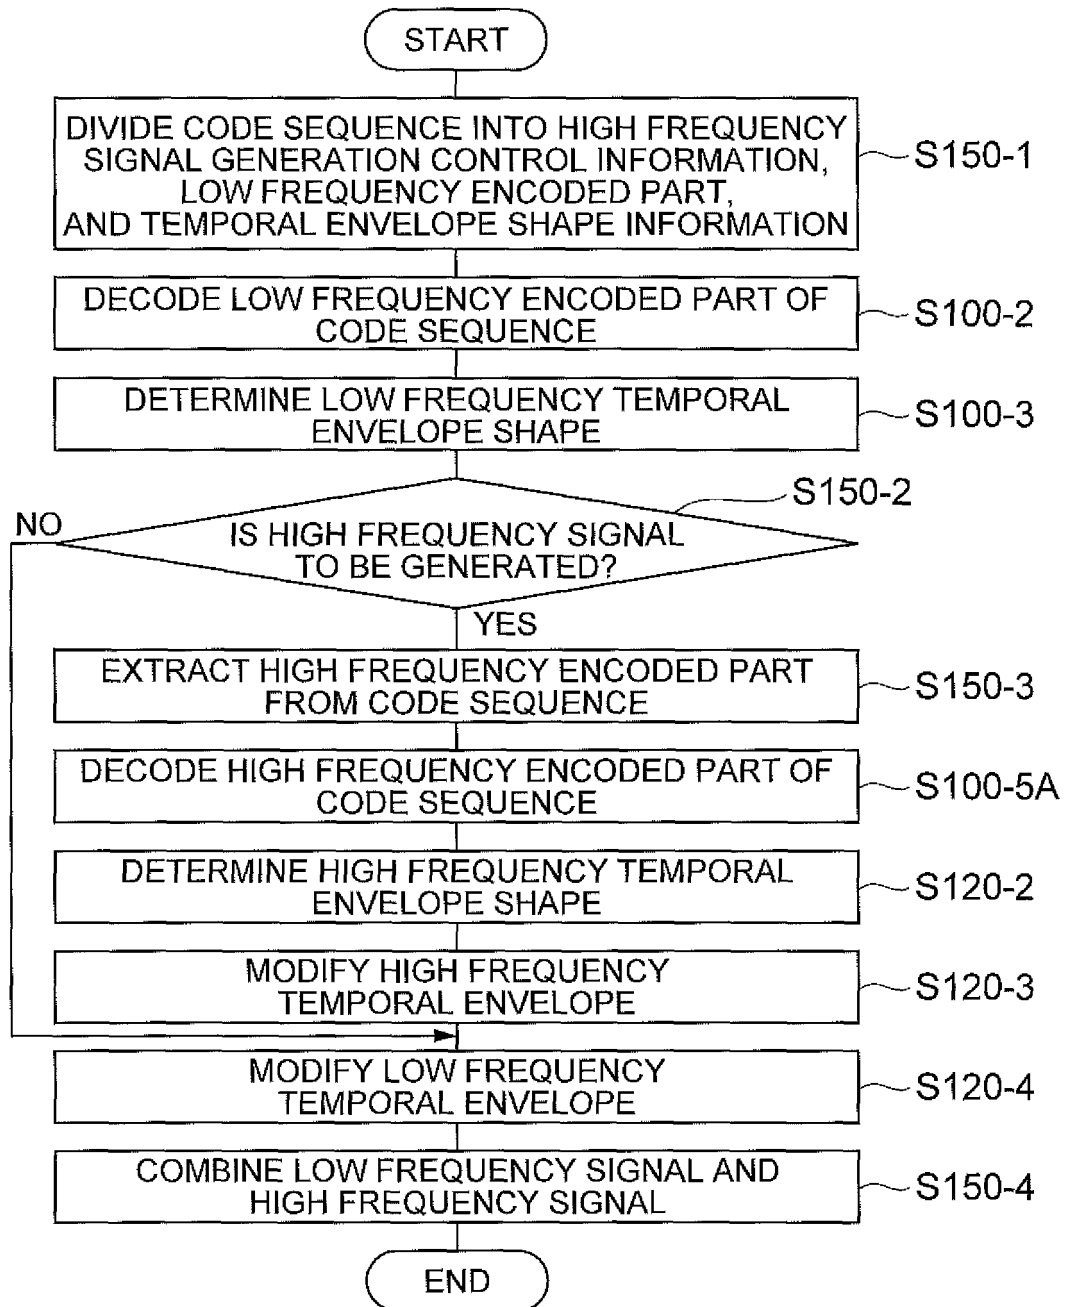 START
DIVIDE CODE SEQUENCE INTO HIGH FREQUENCY
SIGNAL GENERATION CONTROL INFORMATION,
LOW FREQUENCY ENCODED PART,
AND TEMPORAL ENVELOPE SHAPE INFORMATION
S150-1
DECODE LOW FREQUENCY ENCODED PART OF
CODE SEQUENCE
S100-2
DETERMINE LOW FREQUENCY TEMPORAL
ENVELOPE SHAPE
S100-3
S150-2
NO
IS HIGH FREQUENCY SIGNAL
TO BE GENERATED?
YES
EXTRACT HIGH FREQUENCY ENCODED PART
FROM CODE SEQUENCE
S150-3
DECODE HIGH FREQUENCY ENCODED PART OF
CODE SEQUENCE
S100-5A
DETERMINE HIGH FREQUENCY TEMPORAL
ENVELOPE SHAPE
S120-2
MODIFY HIGH FREQUENCY
TEMPORAL ENVELOPE
S120-3
MODIFY LOW FREQUENCY
TEMPORAL ENVELOPE
S120-4
COMBINE LOW FREQUENCY SIGNAL AND
HIGH FREQUENCY SIGNAL
S150-4
END